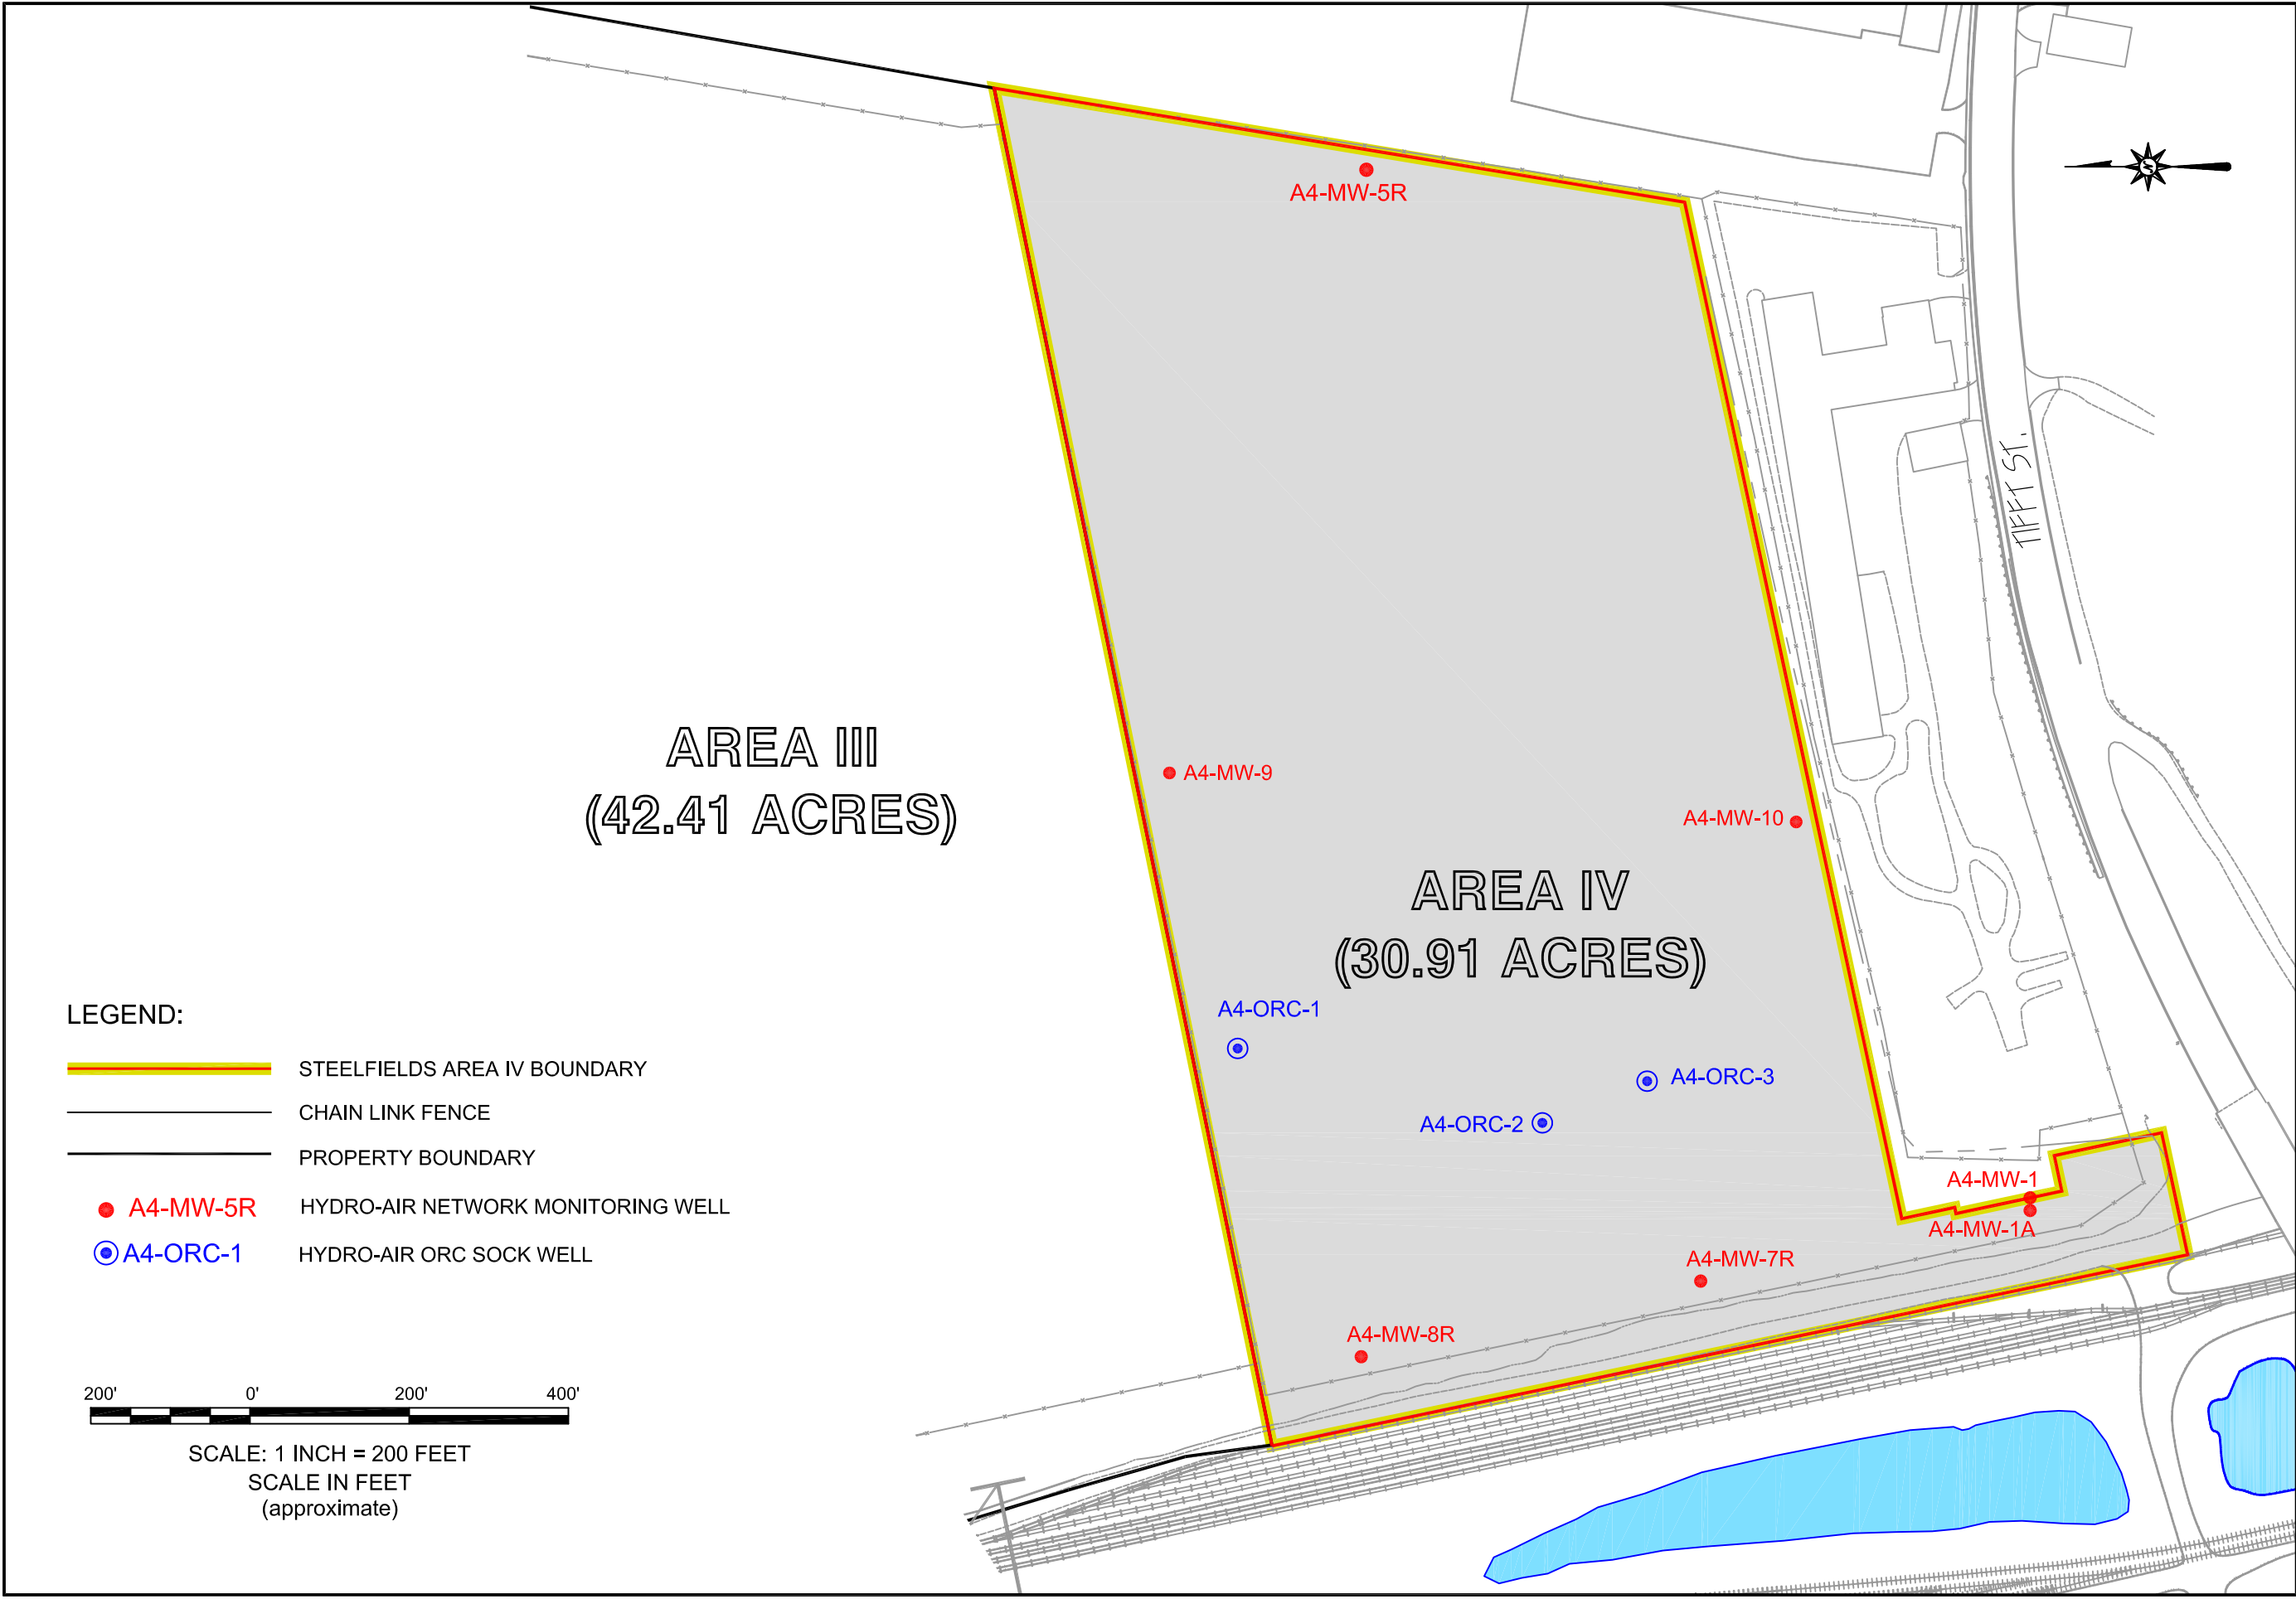 A4-MW-5R
TIFFT ST.
AREA III
(42.41 ACRES)
A4-MW-9
A4-MW-10
AREA IV
(30.91 ACRES)
A4-ORC-1
A4-ORC-3
A4-ORC-2
A4-MW-1
A4-MW-1A
A4-MW-7R
A4-MW-8R
LEGEND:
STEELFIELDS AREA IV BOUNDARY
CHAIN LINK FENCE
PROPERTY BOUNDARY
A4-MW-5R HYDRO-AIR NETWORK MONITORING WELL
A4-ORC-1 HYDRO-AIR ORC SOCK WELL
200' 0' 200' 400'
SCALE: 1 INCH = 200 FEET
SCALE IN FEET
(approximate)